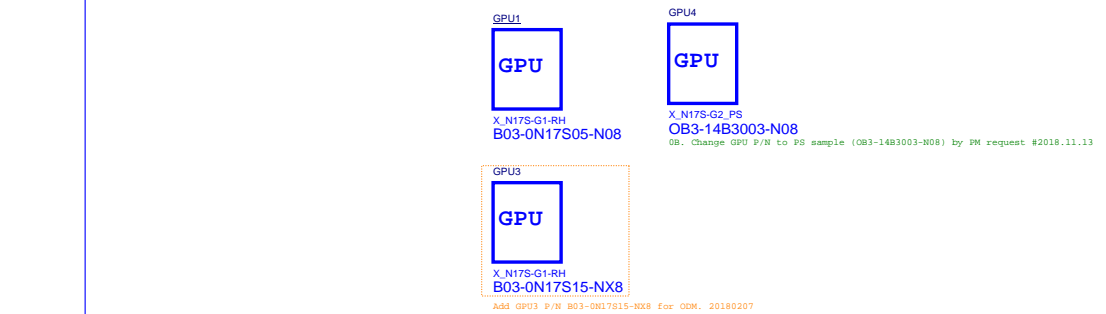 GPU1
GPU
X_N17S-G1-RH
B03-0N17S05-N08
GPU4
GPU
X_N17S-G2_PS
OB3-14B3003-N08
0B. Change GPU P/N to PS sample (OB3-14B3003-N08) by PM request #2018.11.13
GPU3
GPU
X_N17S-G1-RH
B03-0N17S15-NX8
Add GPU3 P/N B03-0N17S15-NX8 for ODM. 20180207